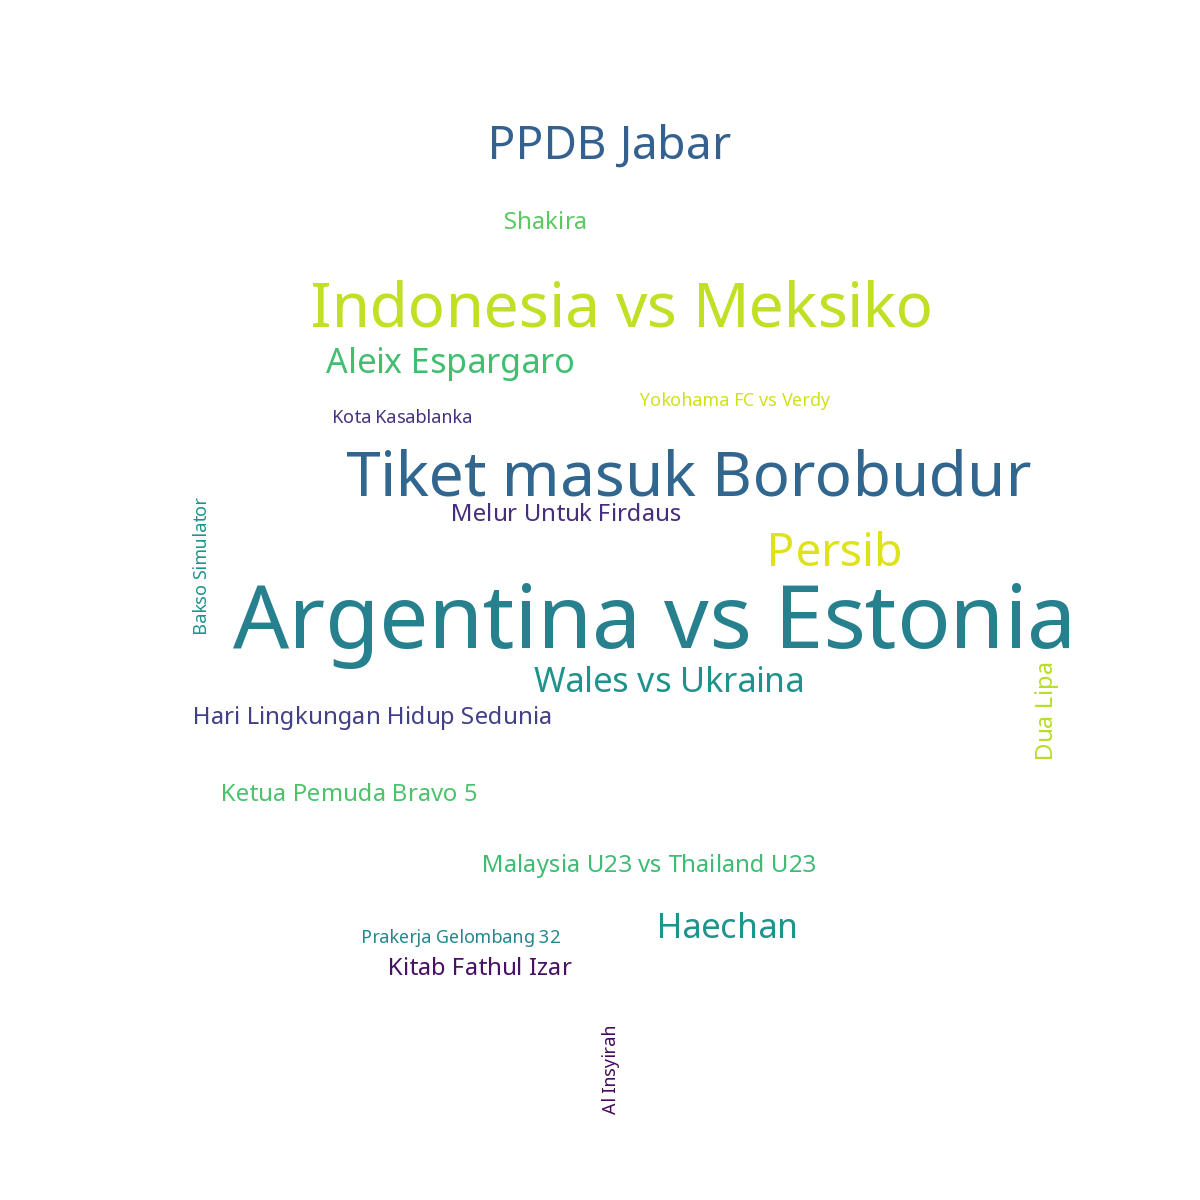 PPDB Jabar
Shakira
Indonesia vs Meksiko
Aleix Espargaro
Yokohama FC vs Verdy
Kota Kasablanka
Tiket masuk Borobudur
Melur Untuk Firdaus
Bakso Simulator
Persib
Argentina vs Estonia
Wales vs Ukraina
Dua Lipa
Hari Lingkungan Hidup Sedunia
Ketua Pemuda Bravo 5
Malaysia U23 vs Thailand U23
Haechan
Prakerja Gelombang 32
Kitab Fathul Izar
Al Insyirah